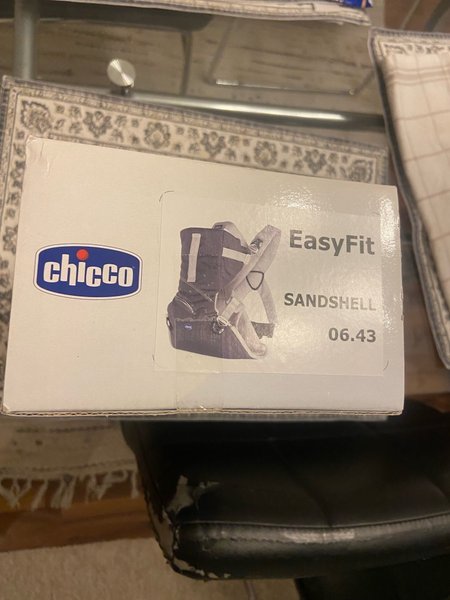 chicco
EasyFit
SANDSHELL
06.43